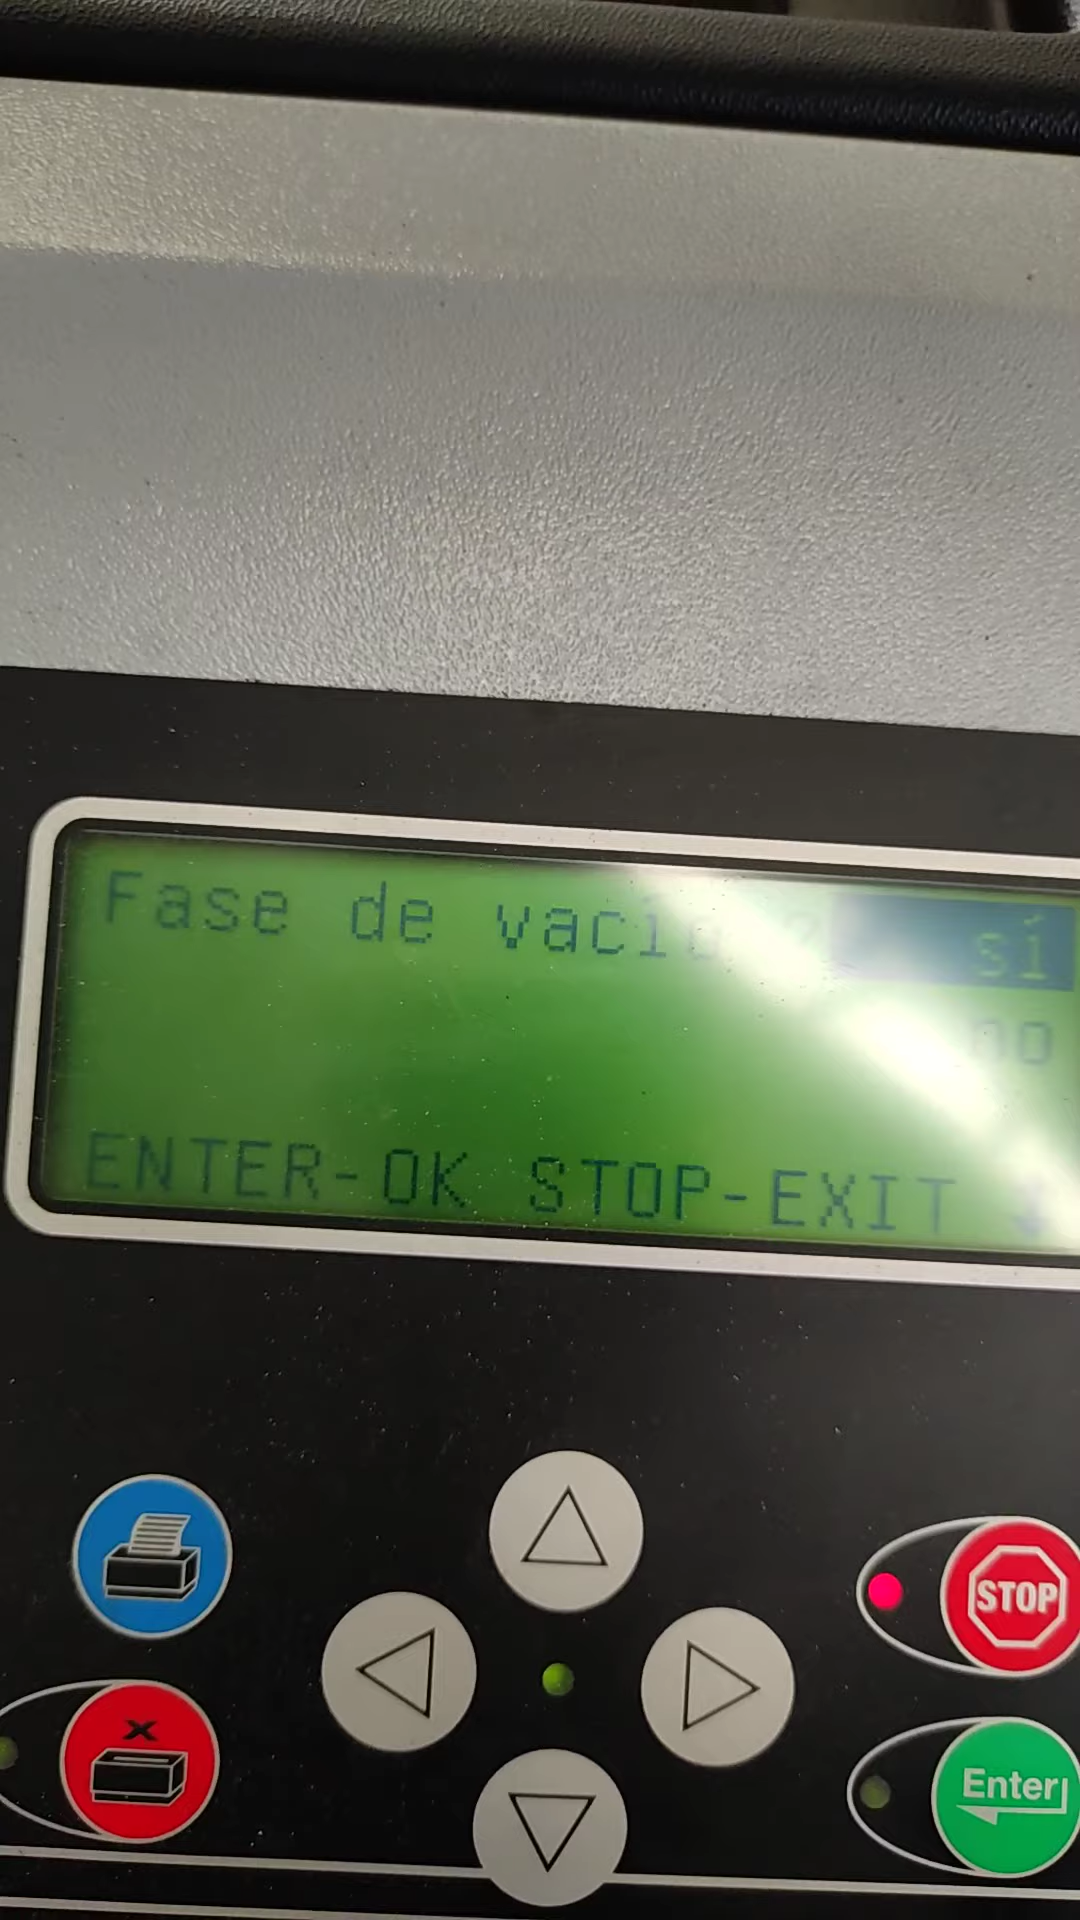 Fase de vacío ? sí
no
ENTER-OK STOP-EXIT ↓
STOP
Enter